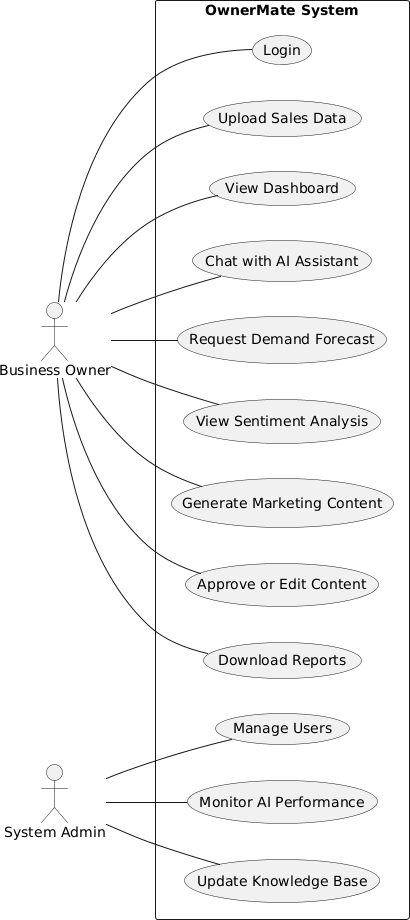 OwnerMate System
Login
Upload Sales Data
View Dashboard
Chat with AI Assistant
Request Demand Forecast
Business Owner
View Sentiment Analysis
Generate Marketing Content
Approve or Edit Content
Download Reports
Manage Users
Monitor AI Performance
System Admin
Update Knowledge Base